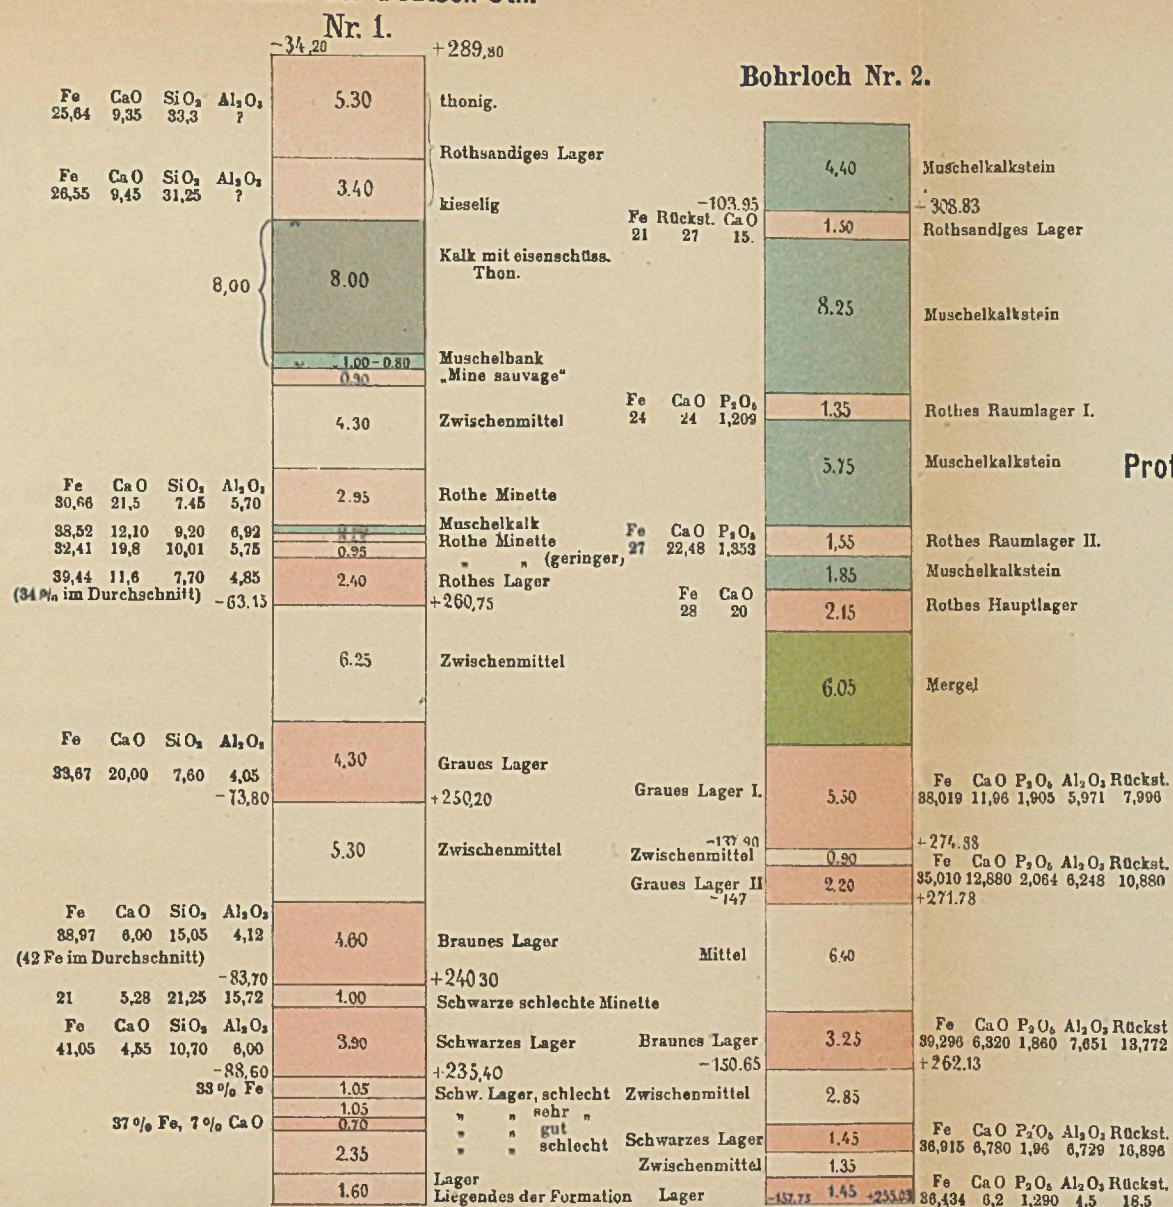 Nr. 1.
-34,20 +289,80
Fe CaO SiO₂ Al₂O₃
25,64 9,35 33,3 ?
5.30
thonig.
Rothsandiges Lager
Fe CaO SiO₂ Al₂O₃
26,55 9,45 31,25 ?
3.40
kieselig
8,00
8.00
Kalk mit eisenschüss.
Thon.
1.00-0.80
Muschelbank
0.90
„Mine sauvage“
4.30
Zwischenmittel
Fe CaO SiO₂ Al₂O₃
30,66 21,5 7.45 5,70
2.95
Rothe Minette
Muschelkalk
38,52 12,10 9,20 6,92
Rothe Minette
32,41 19,8 10,01 5,75
0.95
„ „ (geringer)
39,44 11,6 7,70 4,85
2.40
Rothes Lager
(34 % im Durchschnitt) -63.15
+260,75
6.25
Zwischenmittel
Fe CaO SiO₂ Al₂O₃
33,67 20,00 7,60 4,05
4,30
Graues Lager
-73,80
+250,20
5.30
Zwischenmittel
Fe CaO SiO₂ Al₂O₃
38,97 6,00 15,05 4,12
(42 Fe im Durchschnitt)
4.60
Braunes Lager
-83,70
+240 30
21 5,28 21,25 15,72
1.00
Schwarze schlechte Minette
Fe CaO SiO₂ Al₂O₃
41,05 4,55 10,70 6,00
3.90
Schwarzes Lager
-88,60
+235,40
33 % Fe
1.05
Schw. Lager, schlecht
1.05
„ „ sehr „
37 % Fe, 7 % CaO
0.70
„ „ gut
2.35
„ „ schlecht
1.60
Lager
Liegendes der Formation
Bohrloch Nr. 2.
4,40
Muschelkalkstein
-103.95
-308.83
Fe Rückst. CaO
21 27 15.
1.50
Rothsandiges Lager
8.25
Muschelkalkstein
Fe CaO P₂O₅
24 24 1,209
1.35
Rothes Raumlager I.
5.75
Muschelkalkstein
Fe CaO P₂O₅
27 22,48 1,353
1,55
Rothes Raumlager II.
1.85
Muschelkalkstein
Fe CaO
28 20
2.15
Rothes Hauptlager
6.05
Mergel
Graues Lager I.
5.50
Fe CaO P₂O₅ Al₂O₃ Rückst.
38,019 11,96 1,905 5,971 7,996
-137 90
+274.88
Zwischenmittel
0.90
Graues Lager II
2.20
Fe CaO P₂O₅ Al₂O₃ Rückst.
35,010 12,880 2,064 6,248 10,880
-147
+271.78
Mittel
6.40
Braunes Lager
3.25
Fe CaO P₂O₅ Al₂O₃ Rückst
39,296 6,320 1,860 7,651 13,772
-150.65
+262.13
Zwischenmittel
2.85
Schwarzes Lager
1.45
Fe CaO P₂O₅ Al₂O₃ Rückst.
36,915 6,780 1,96 6,729 16,896
Zwischenmittel
1.35
Lager
-157.73 1.45 +255.03
Fe CaO P₂O₅ Al₂O₃ Rückst.
36,434 6,2 1,290 4,5 18,5